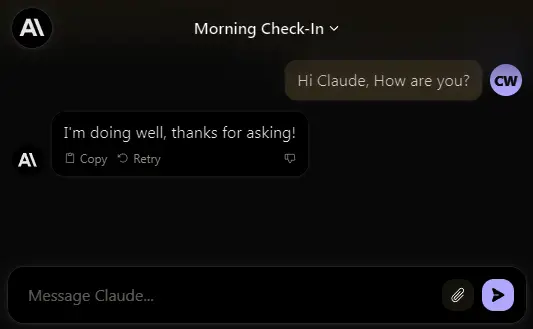 Morning Check-In
Hi Claude, How are you?
CW
I'm doing well, thanks for asking!
Copy Retry
Message Claude...